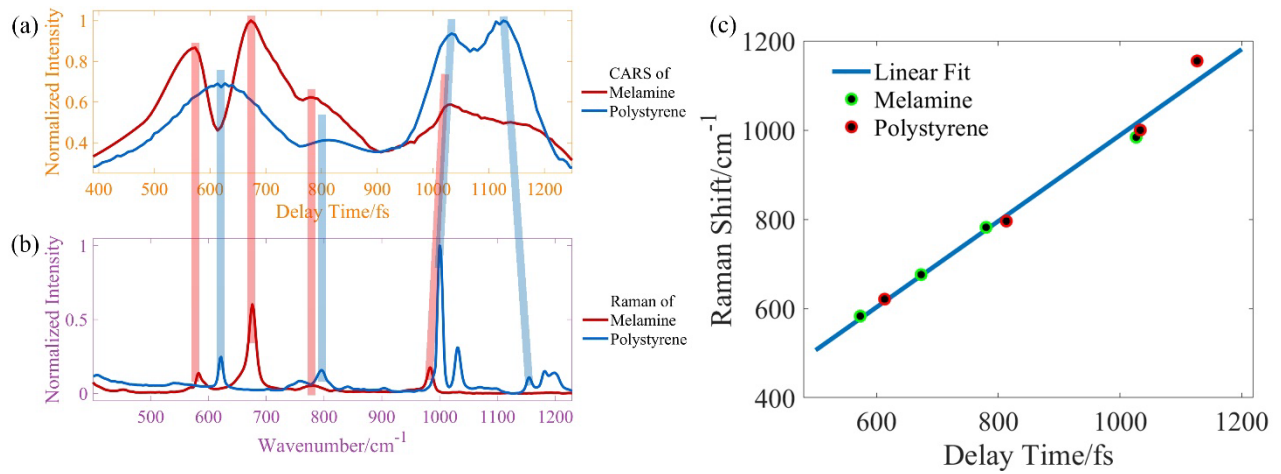 (a)
Normalized Intensity
1
0.8
0.6
0.4
400 500 600 700 800 900 1000 1100 1200
Delay Time/fs
CARS of
Melamine
Polystyrene
(b)
Normalized Intensity
1
0.5
0
500 600 700 800 900 1000 1100 1200
Wavenumber/cm⁻¹
Raman of
Melamine
Polystyrene
(c)
Raman Shift/cm⁻¹
1200
1000
800
600
400
Linear Fit
Melamine
Polystyrene
600 800 1000 1200
Delay Time/fs